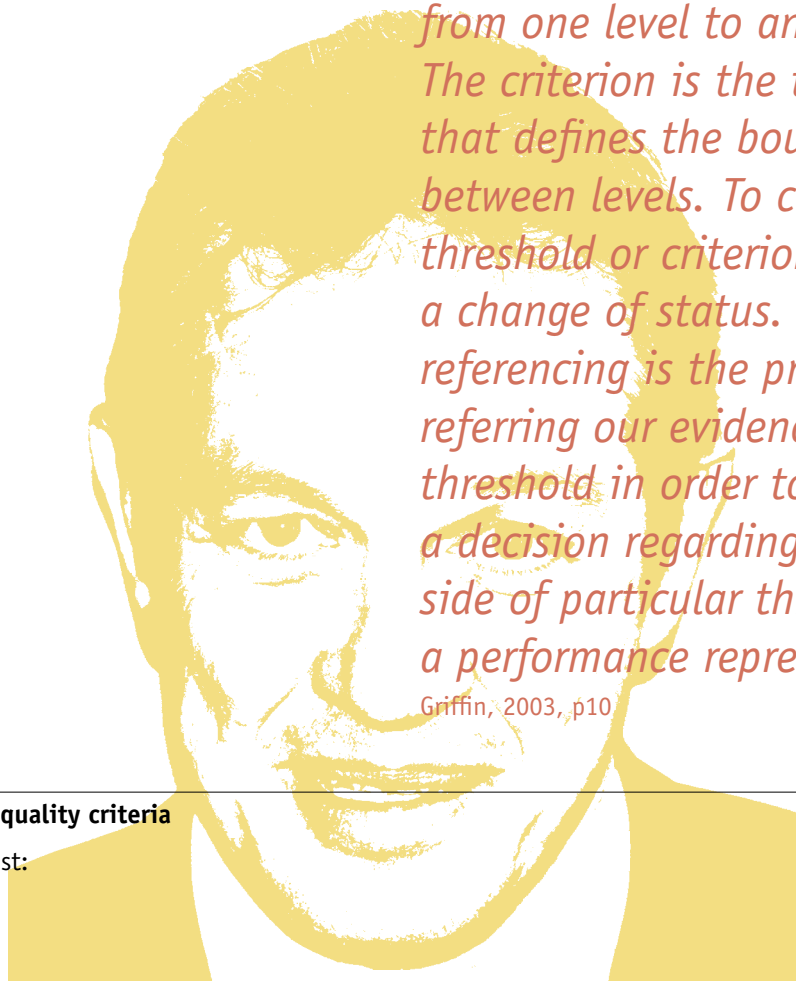 from one level to an
The criterion is the
that defines the bou
between levels. To c
threshold or criterio
a change of status.
referencing is the pr
referring our evidenc
threshold in order to
a decision regarding
side of particular th
a performance repre
Griffin, 2003, p10
quality criteria
st: